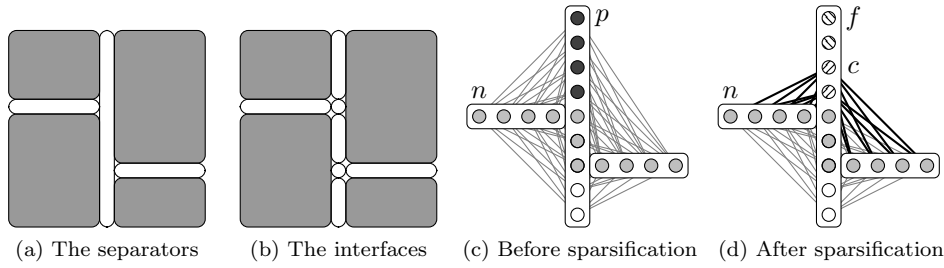 p
n
f
c
n
(a) The separators
(b) The interfaces
(c) Before sparsification
(d) After sparsification